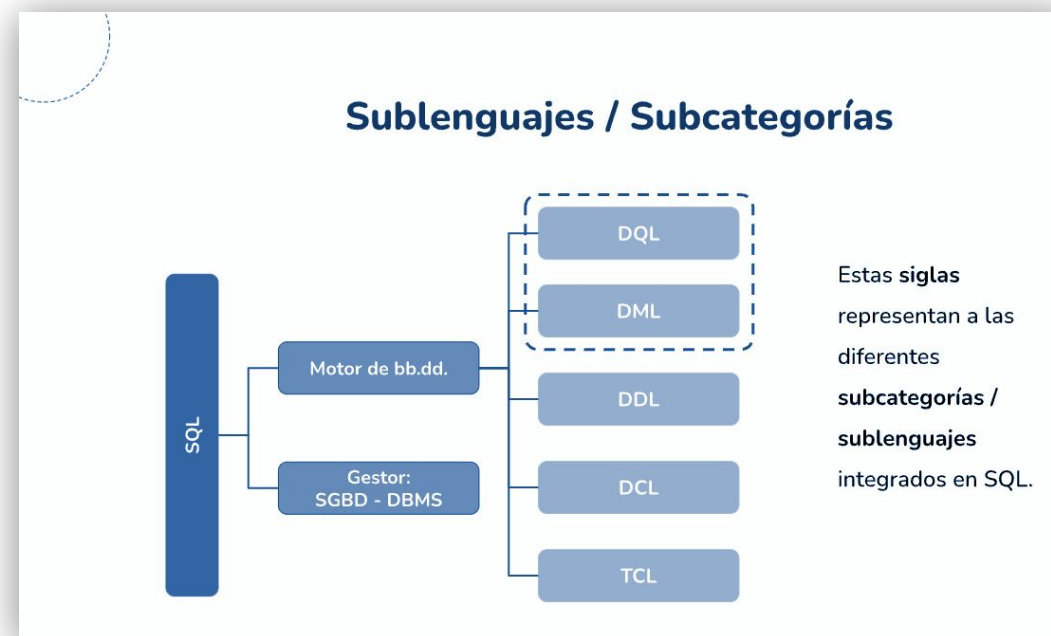 Sublenguajes / Subcategorías
SQL
Motor de bb.dd.
Gestor:
SGBD - DBMS
DQL
DML
DDL
DCL
TCL
Estas siglas
representan a las
diferentes
subcategorías /
sublenguajes
integrados en SQL.